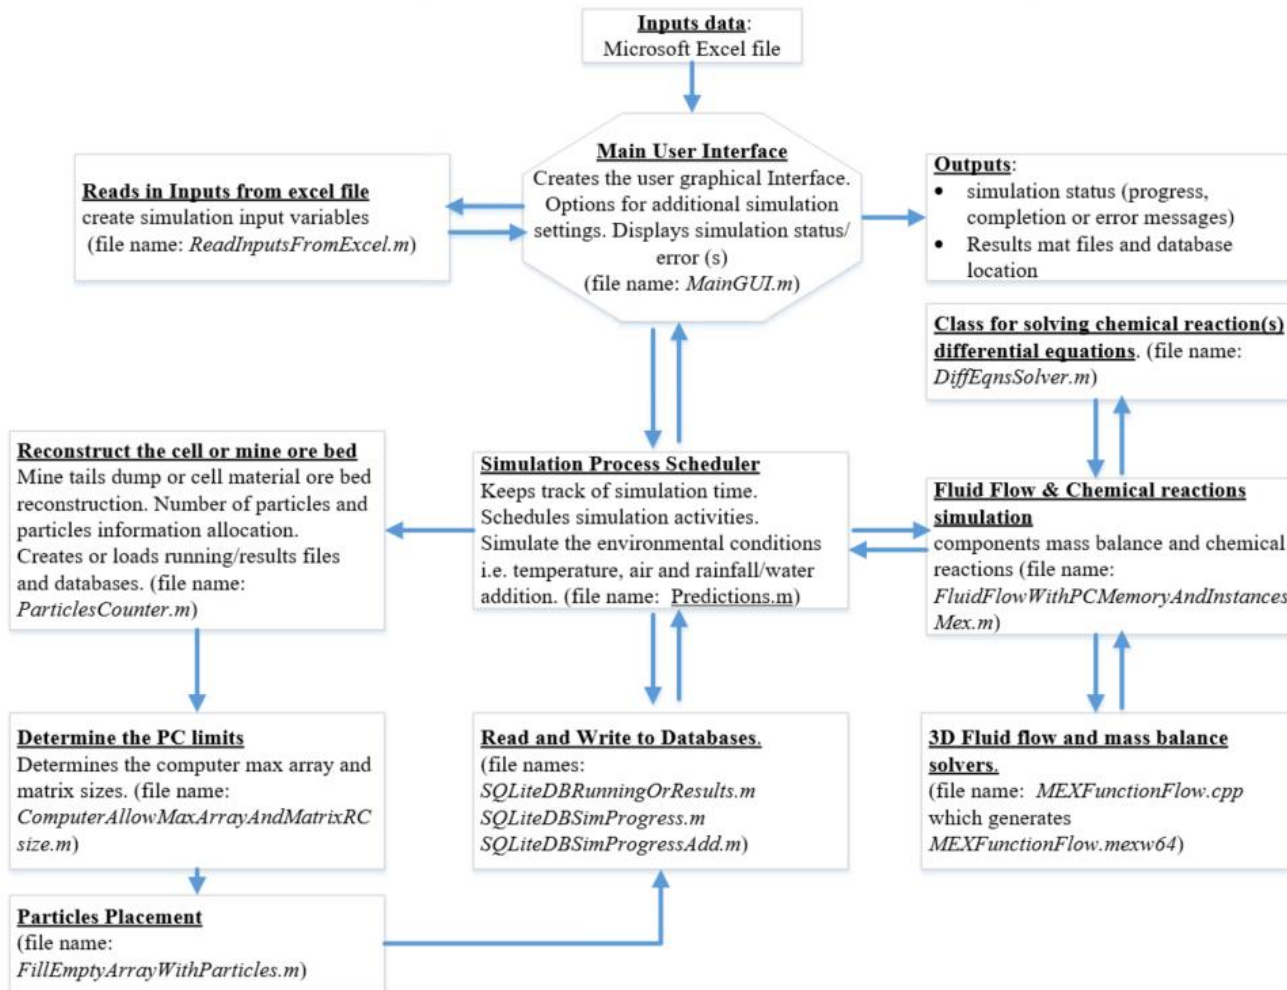 Inputs data:
Microsoft Excel file
Main User Interface
Creates the user graphical Interface.
Options for additional simulation
settings. Displays simulation status/
error (s)
(file name: MainGUI.m)
Reads in Inputs from excel file
create simulation input variables
(file name: ReadInputsFromExcel.m)
Outputs:
• simulation status (progress,
completion or error messages)
• Results mat files and database
location
Class for solving chemical reaction(s)
differential equations. (file name:
DiffEqnsSolver.m)
Reconstruct the cell or mine ore bed
Mine tails dump or cell material ore bed
reconstruction. Number of particles and
particles information allocation.
Creates or loads running/results files
and databases. (file name:
ParticlesCounter.m)
Simulation Process Scheduler
Keeps track of simulation time.
Schedules simulation activities.
Simulate the environmental conditions
i.e. temperature, air and rainfall/water
addition. (file name: Predictions.m)
Fluid Flow & Chemical reactions
simulation
components mass balance and chemical
reactions (file name:
FluidFlowWithPCMemoryAndInstances
Mex.m)
Determine the PC limits
Determines the computer max array and
matrix sizes. (file name:
ComputerAllowMaxArrayAndMatrixRC
size.m)
Read and Write to Databases.
(file names:
SQLiteDBRunningOrResults.m
SQLiteDBSimProgress.m
SQLiteDBSimProgressAdd.m)
3D Fluid flow and mass balance
solvers.
(file name: MEXFunctionFlow.cpp
which generates
MEXFunctionFlow.mexw64)
Particles Placement
(file name:
FillEmptyArrayWithParticles.m)